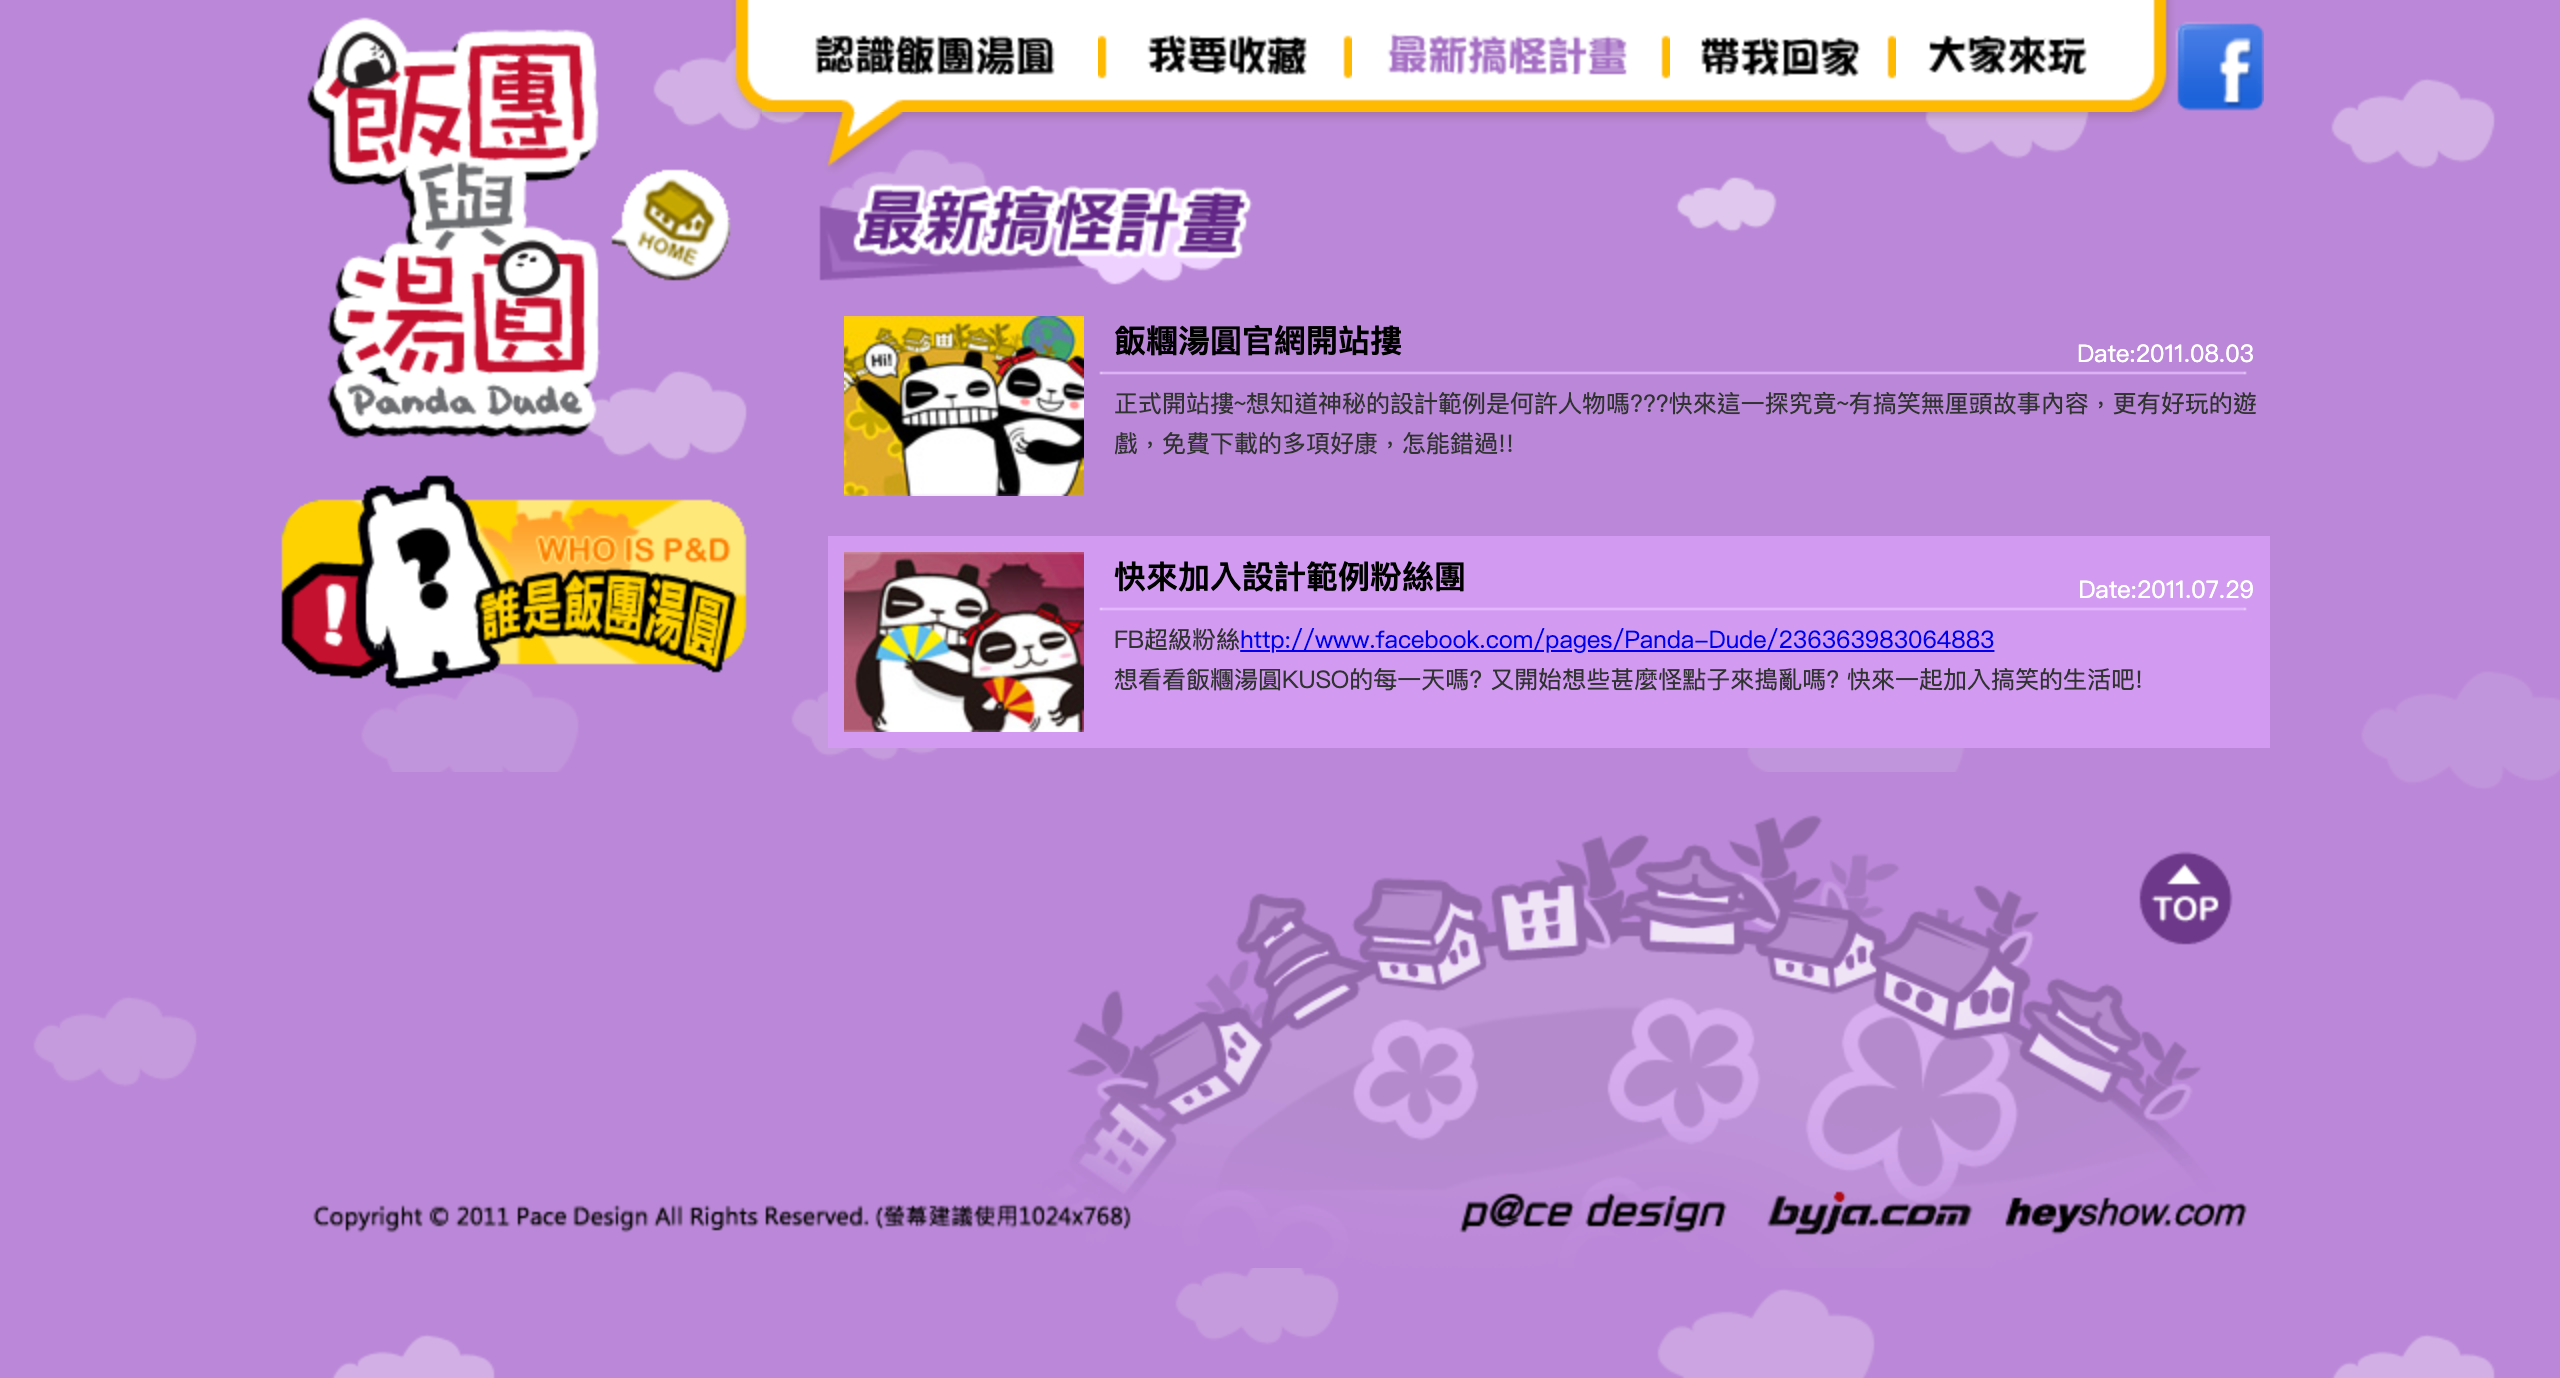 飯團
與
湯圓
Panda Dude
HOME
認識飯團湯圓
我要收藏
最新搞怪計畫
帶我回家
大家來玩
f
最新搞怪計畫
Hi!
飯糰湯圓官網開站摟
Date:2011.08.03
正式開站摟~想知道神秘的設計範例是何許人物嗎???快來這一探究竟~有搞笑無厘頭故事內容，更有好玩的遊
戲，免費下載的多項好康，怎能錯過!!
WHO IS P&D
誰是飯團湯圓
快來加入設計範例粉絲團
Date:2011.07.29
FB超級粉絲http://www.facebook.com/pages/Panda-Dude/236363983064883
想看看飯糰湯圓KUSO的每一天嗎? 又開始想些甚麼怪點子來搗亂嗎? 快來一起加入搞笑的生活吧!
TOP
Copyright © 2011 Pace Design All Rights Reserved. (螢幕建議使用1024x768)
p@ce design
byja.com
heyshow.com